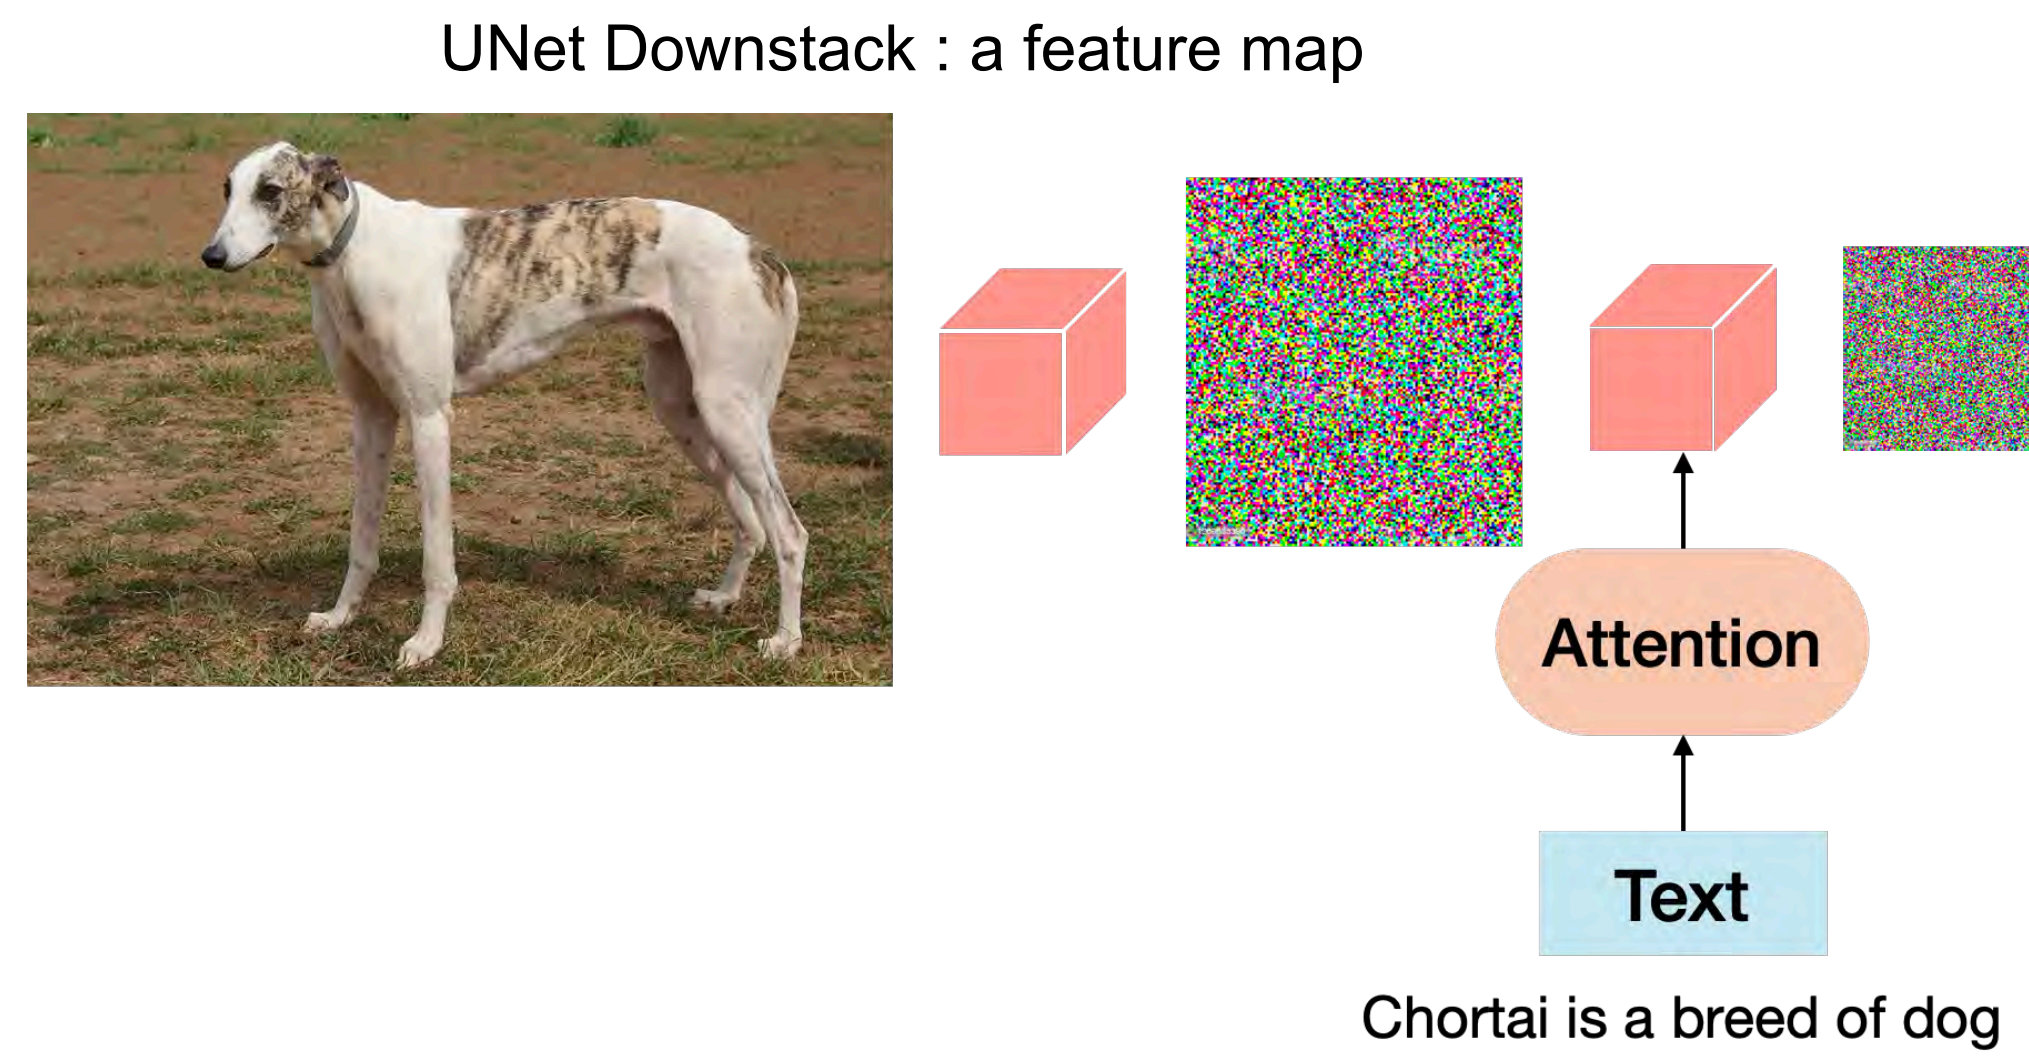 UNet Downstack : a feature map
Attention
Text
Chortai is a breed of dog